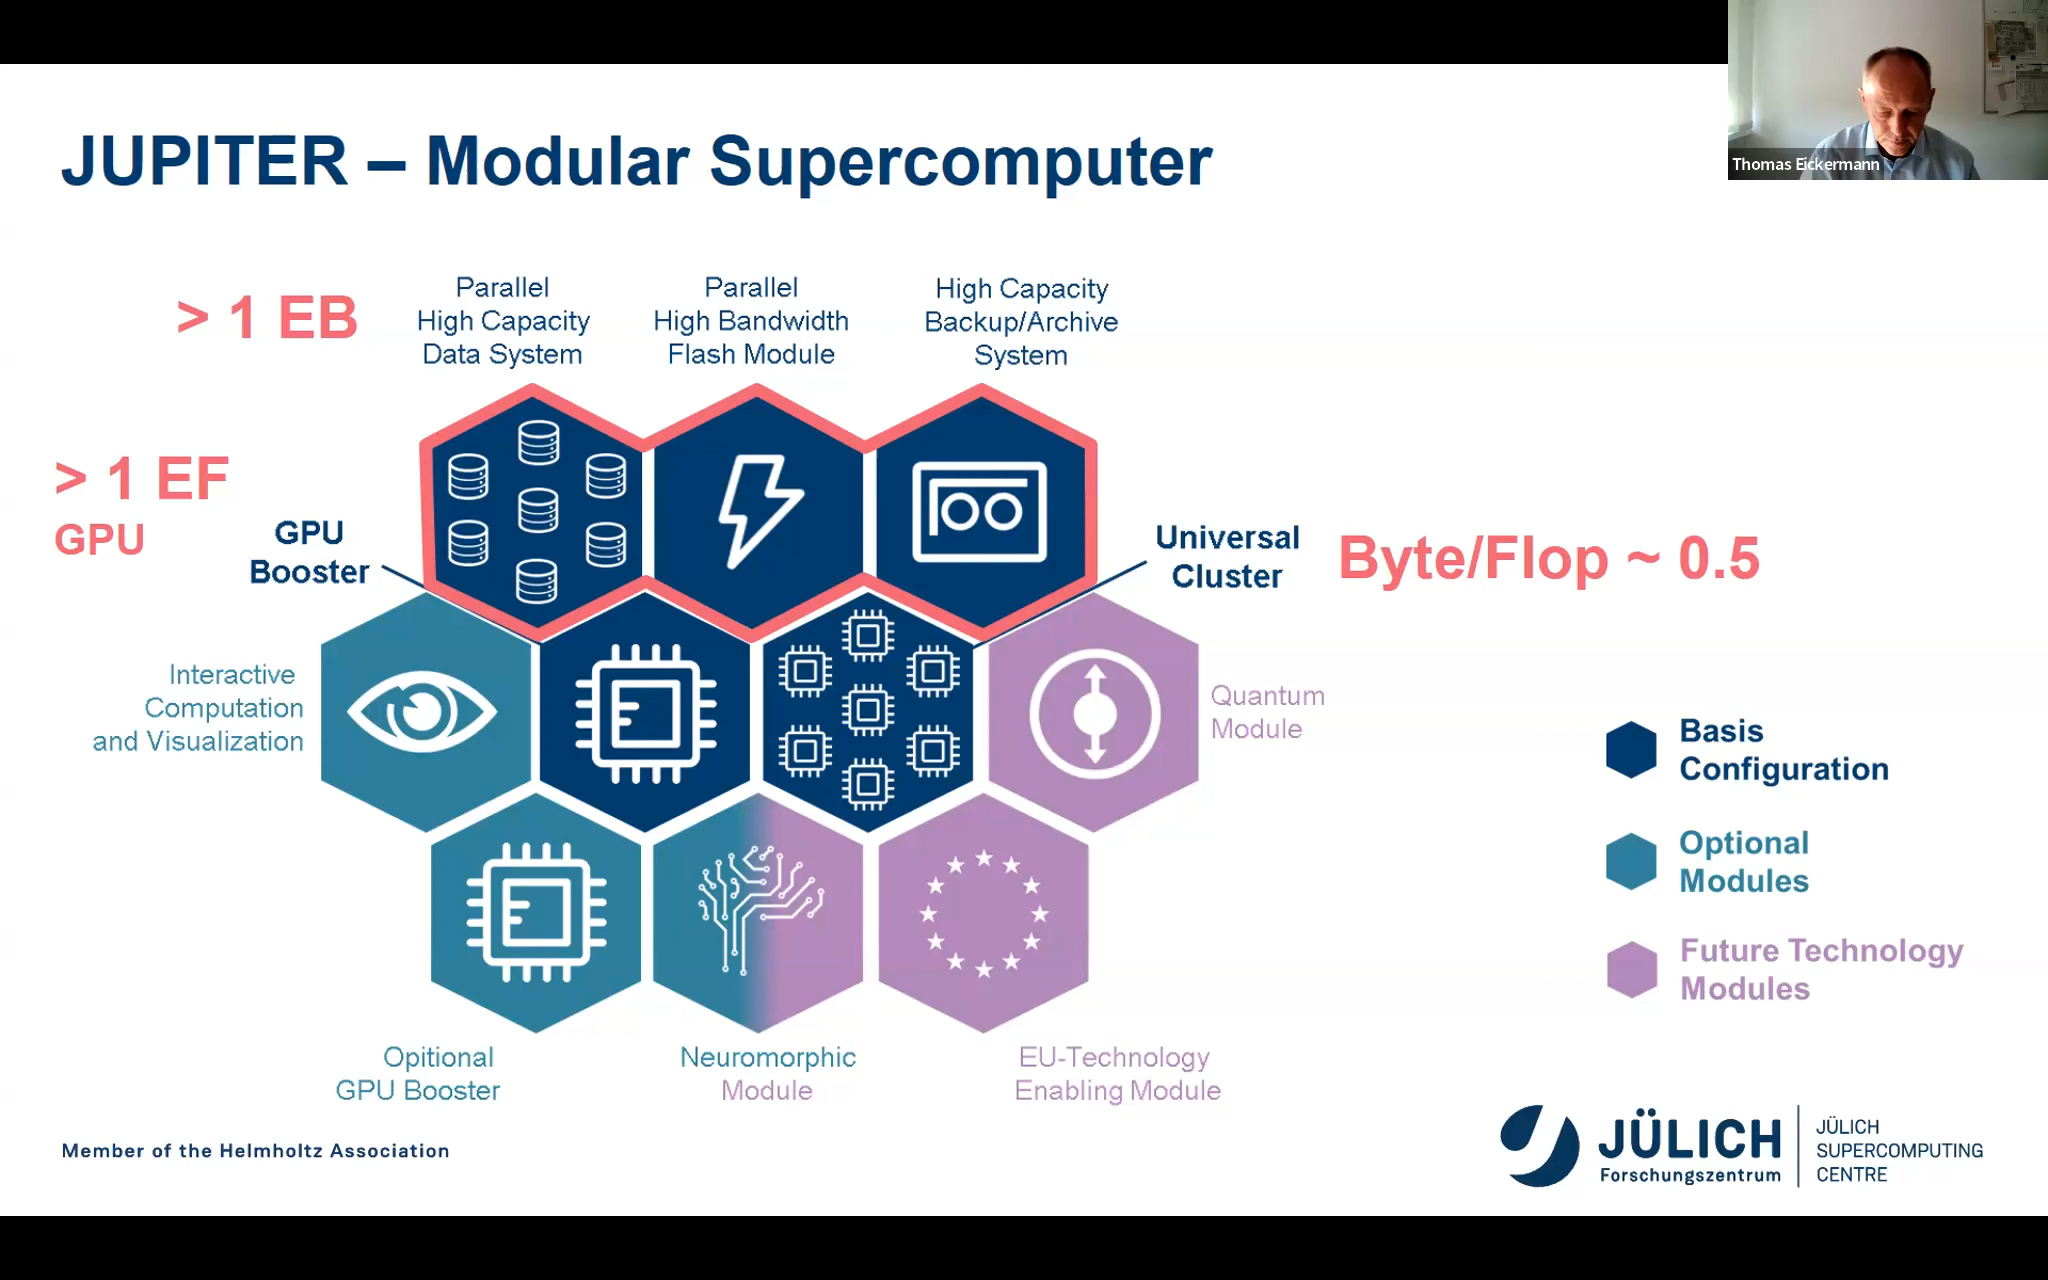 Thomas Eickermann
JUPITER – Modular Supercomputer
> 1 EB
Parallel
High Capacity
Data System
Parallel
High Bandwidth
Flash Module
High Capacity
Backup/Archive
System
> 1 EF
GPU
GPU
Booster
Universal
Cluster
Byte/Flop ~ 0.5
Interactive
Computation
and Visualization
Quantum
Module
Basis
Configuration
Optional
Modules
Future Technology
Modules
Opitional
GPU Booster
Neuromorphic
Module
EU-Technology
Enabling Module
Member of the Helmholtz Association
JÜLICH
Forschungszentrum
JÜLICH
SUPERCOMPUTING
CENTRE